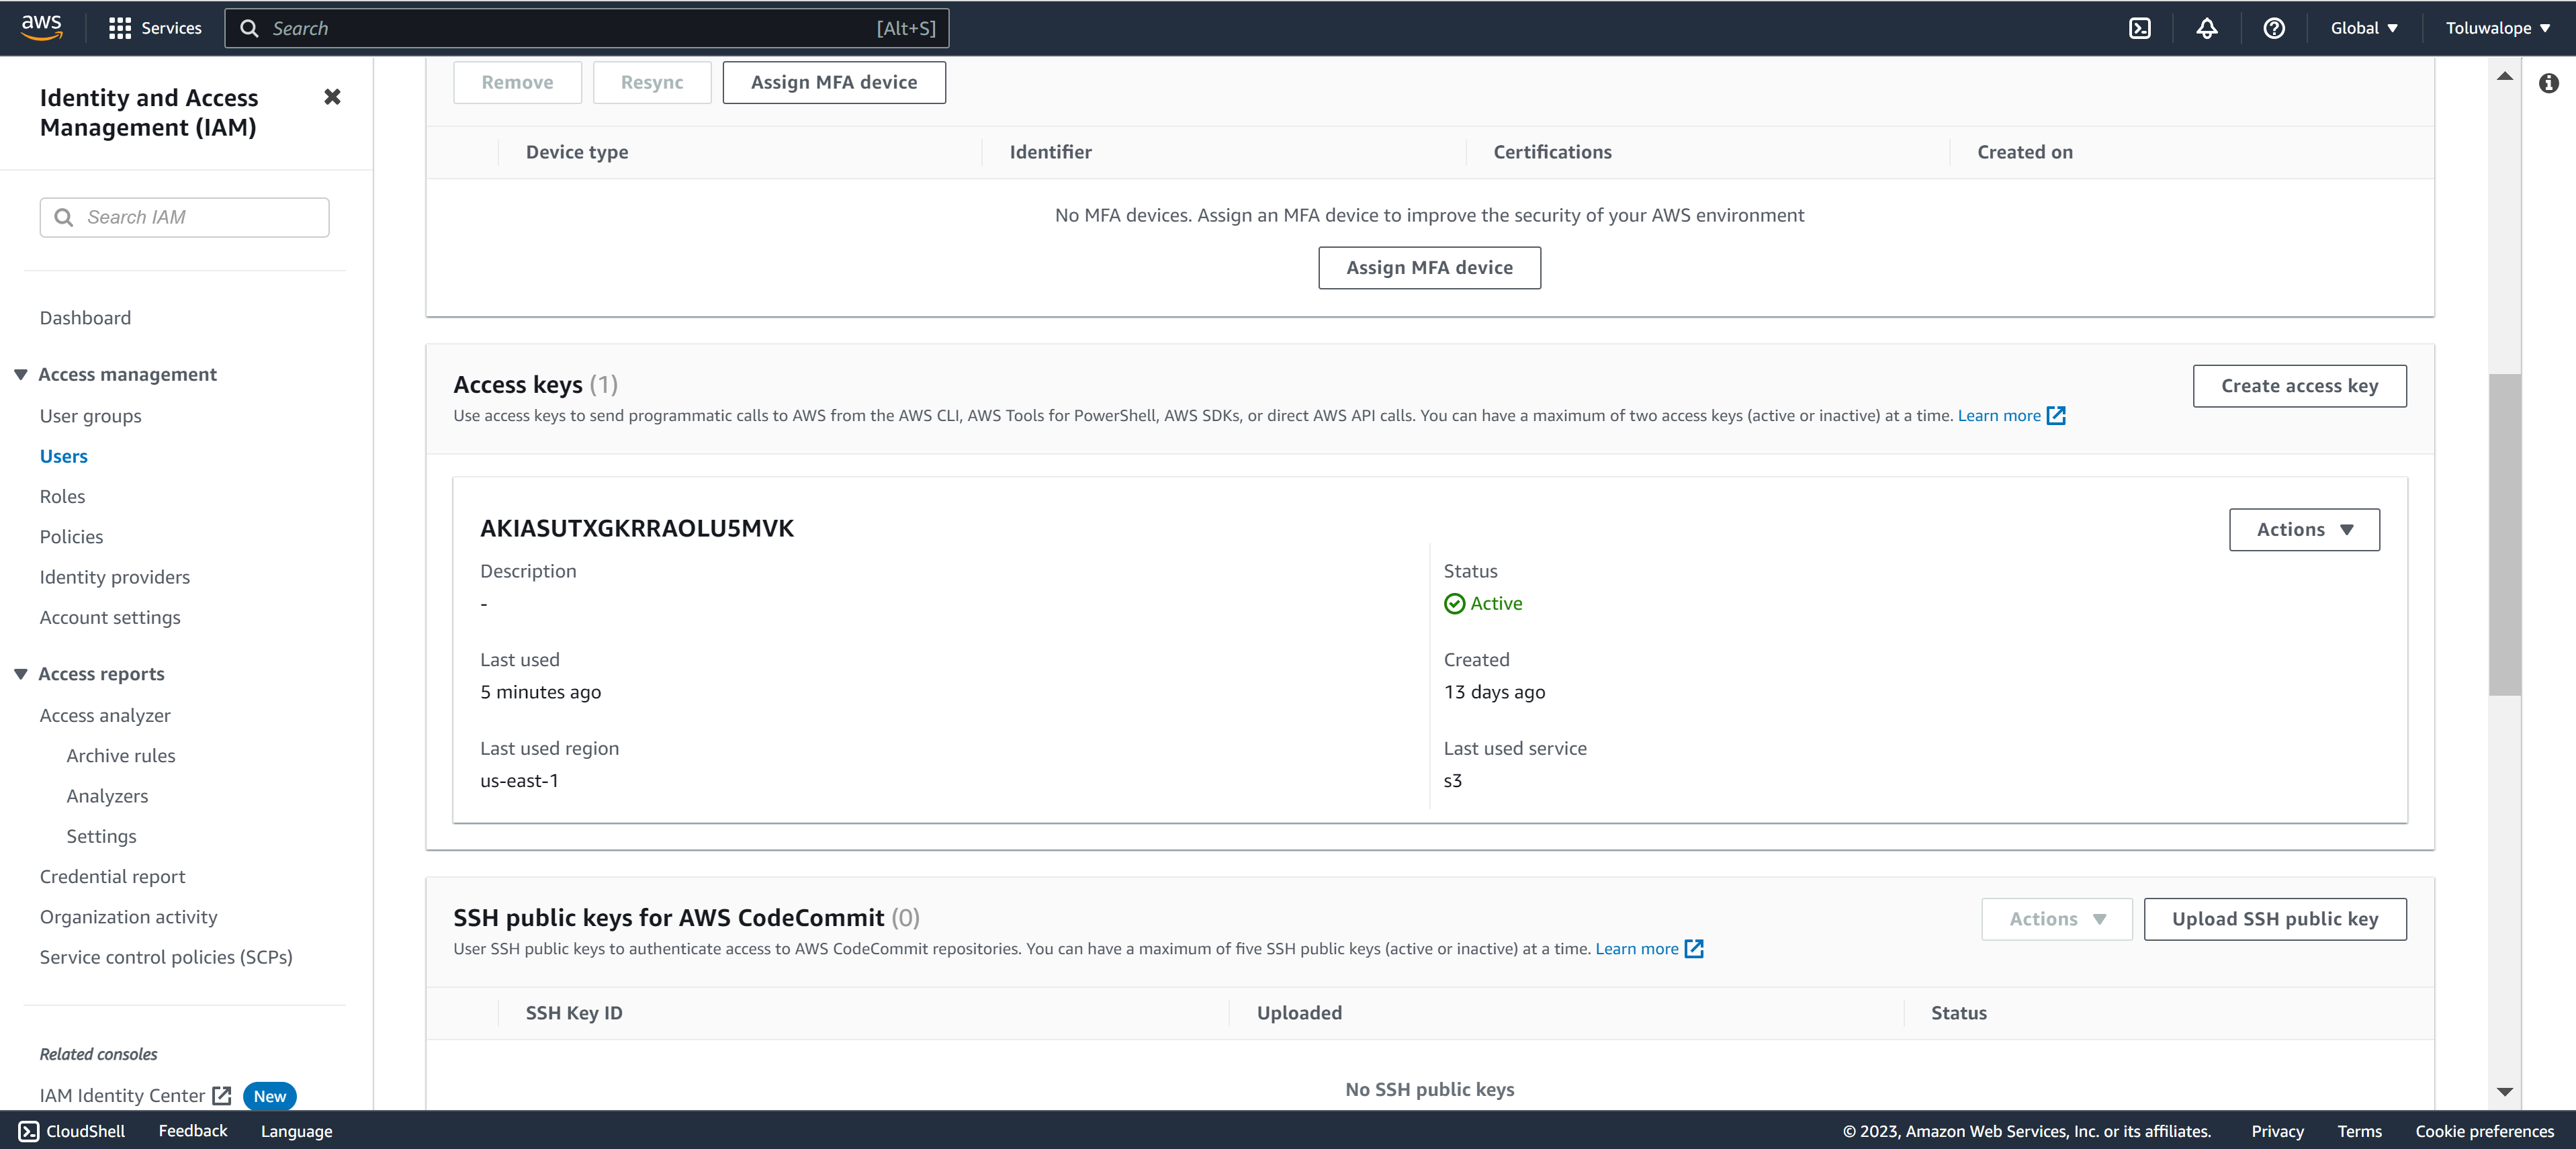 aws
Services
Search
[Alt+S]
Global
Toluwalope
Identity and Access
Management (IAM)
Search IAM
Dashboard
Access management
User groups
Users
Roles
Policies
Identity providers
Account settings
Access reports
Access analyzer
Archive rules
Analyzers
Settings
Credential report
Organization activity
Service control policies (SCPs)
Related consoles
IAM Identity Center
New
Remove
Resync
Assign MFA device
Device type
Identifier
Certifications
Created on
No MFA devices. Assign an MFA device to improve the security of your AWS environment
Assign MFA device
Access keys (1)
Create access key
Use access keys to send programmatic calls to AWS from the AWS CLI, AWS Tools for PowerShell, AWS SDKs, or direct AWS API calls. You can have a maximum of two access keys (active or inactive) at a time. Learn more
AKIASUTXGKRRAOLU5MVK
Actions
Description
-
Status
Active
Last used
5 minutes ago
Created
13 days ago
Last used region
us-east-1
Last used service
s3
SSH public keys for AWS CodeCommit (0)
Actions
Upload SSH public key
User SSH public keys to authenticate access to AWS CodeCommit repositories. You can have a maximum of five SSH public keys (active or inactive) at a time. Learn more
SSH Key ID
Uploaded
Status
No SSH public keys
CloudShell
Feedback
Language
© 2023, Amazon Web Services, Inc. or its affiliates.
Privacy
Terms
Cookie preferences